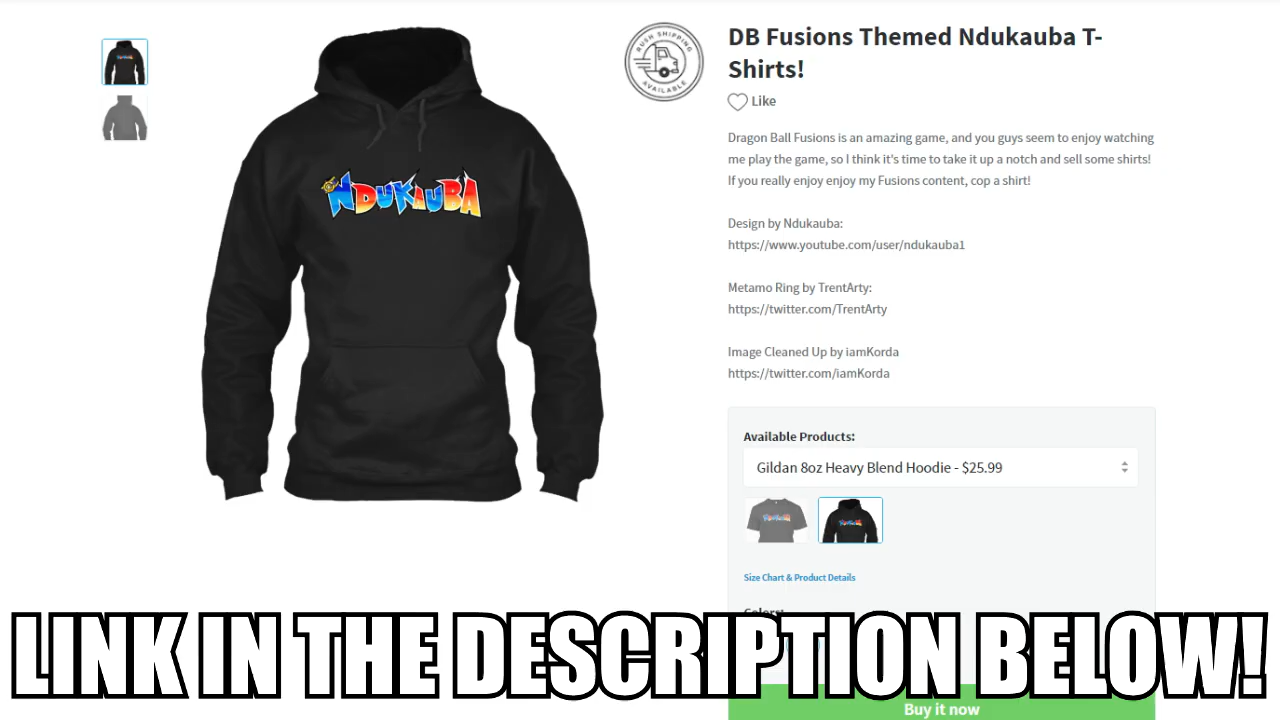 RUSH SHIPPING
AVAILABLE
DB Fusions Themed Ndukauba T-
Shirts!
Like
Dragon Ball Fusions is an amazing game, and you guys seem to enjoy watching
me play the game, so I think it's time to take it up a notch and sell some shirts!
If you really enjoy enjoy my Fusions content, cop a shirt!
Design by Ndukauba:
https://www.youtube.com/user/ndukauba1
Metamo Ring by TrentArty:
https://twitter.com/TrentArty
Image Cleaned Up by iamKorda
https://twitter.com/iamKorda
NDUKAUBA
Available Products:
Gildan 8oz Heavy Blend Hoodie - $25.99
Size Chart & Product Details
Colors:
LINK IN THE DESCRIPTION BELOW!
Buy it now